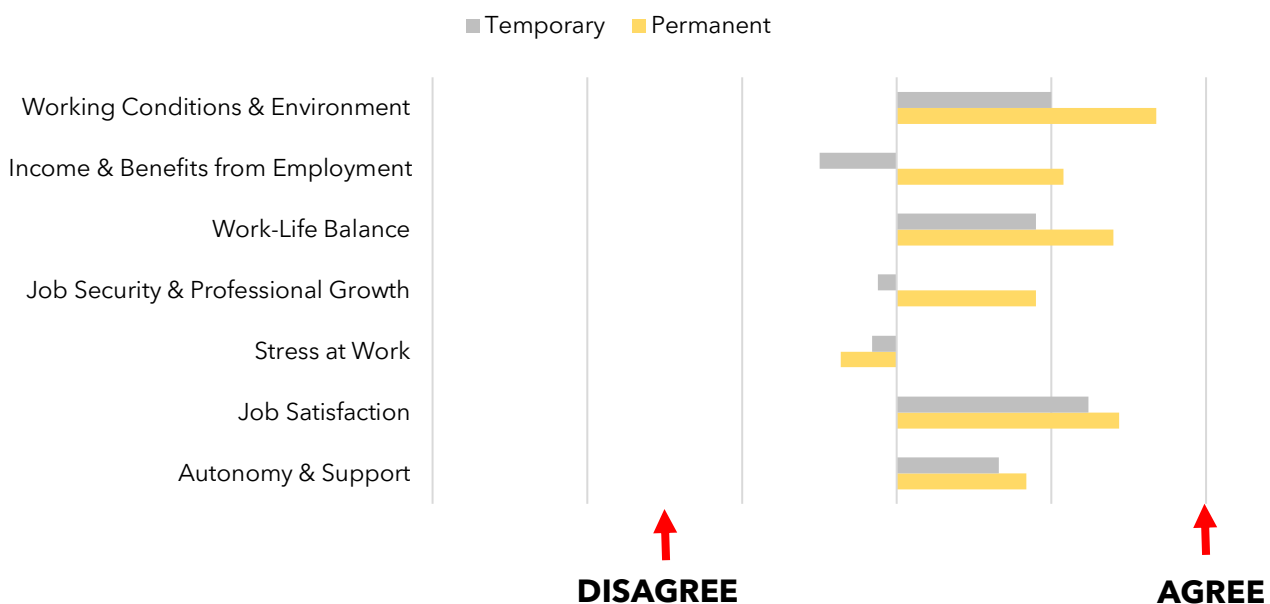 Temporary Permanent
Working Conditions & Environment
Income & Benefits from Employment
Work-Life Balance
Job Security & Professional Growth
Stress at Work
Job Satisfaction
Autonomy & Support
DISAGREE AGREE